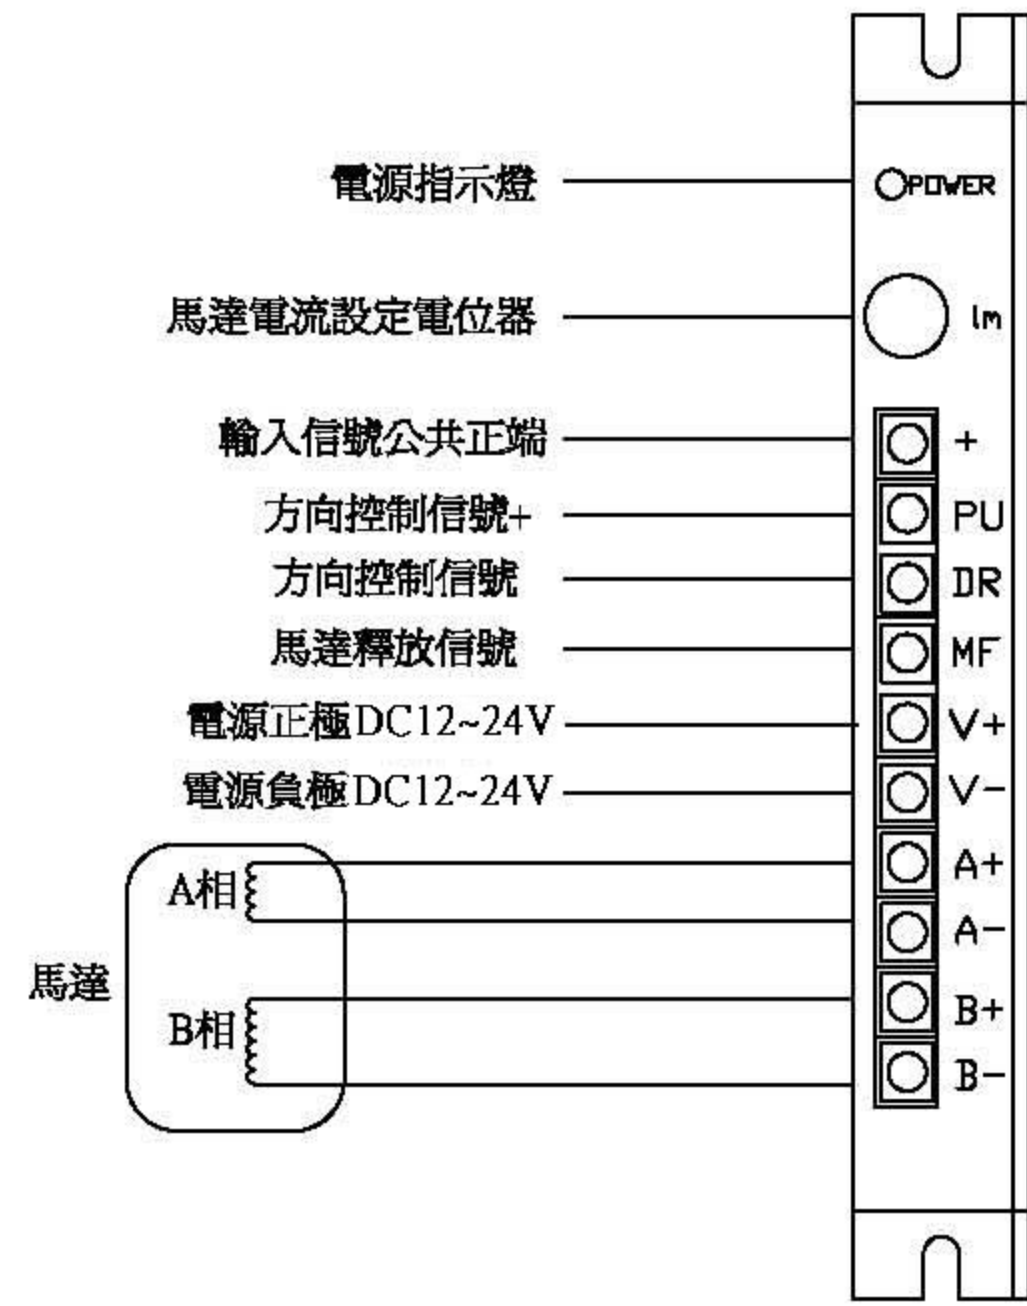 電源指示燈 POWER
馬達電流設定電位器 Im
輸入信號公共正端 +
方向控制信號+ PU
方向控制信號 DR
馬達釋放信號 MF
電源正極DC12~24V V+
電源負極DC12~24V V-
A+
A相
A-
馬達
B+
B相
B-